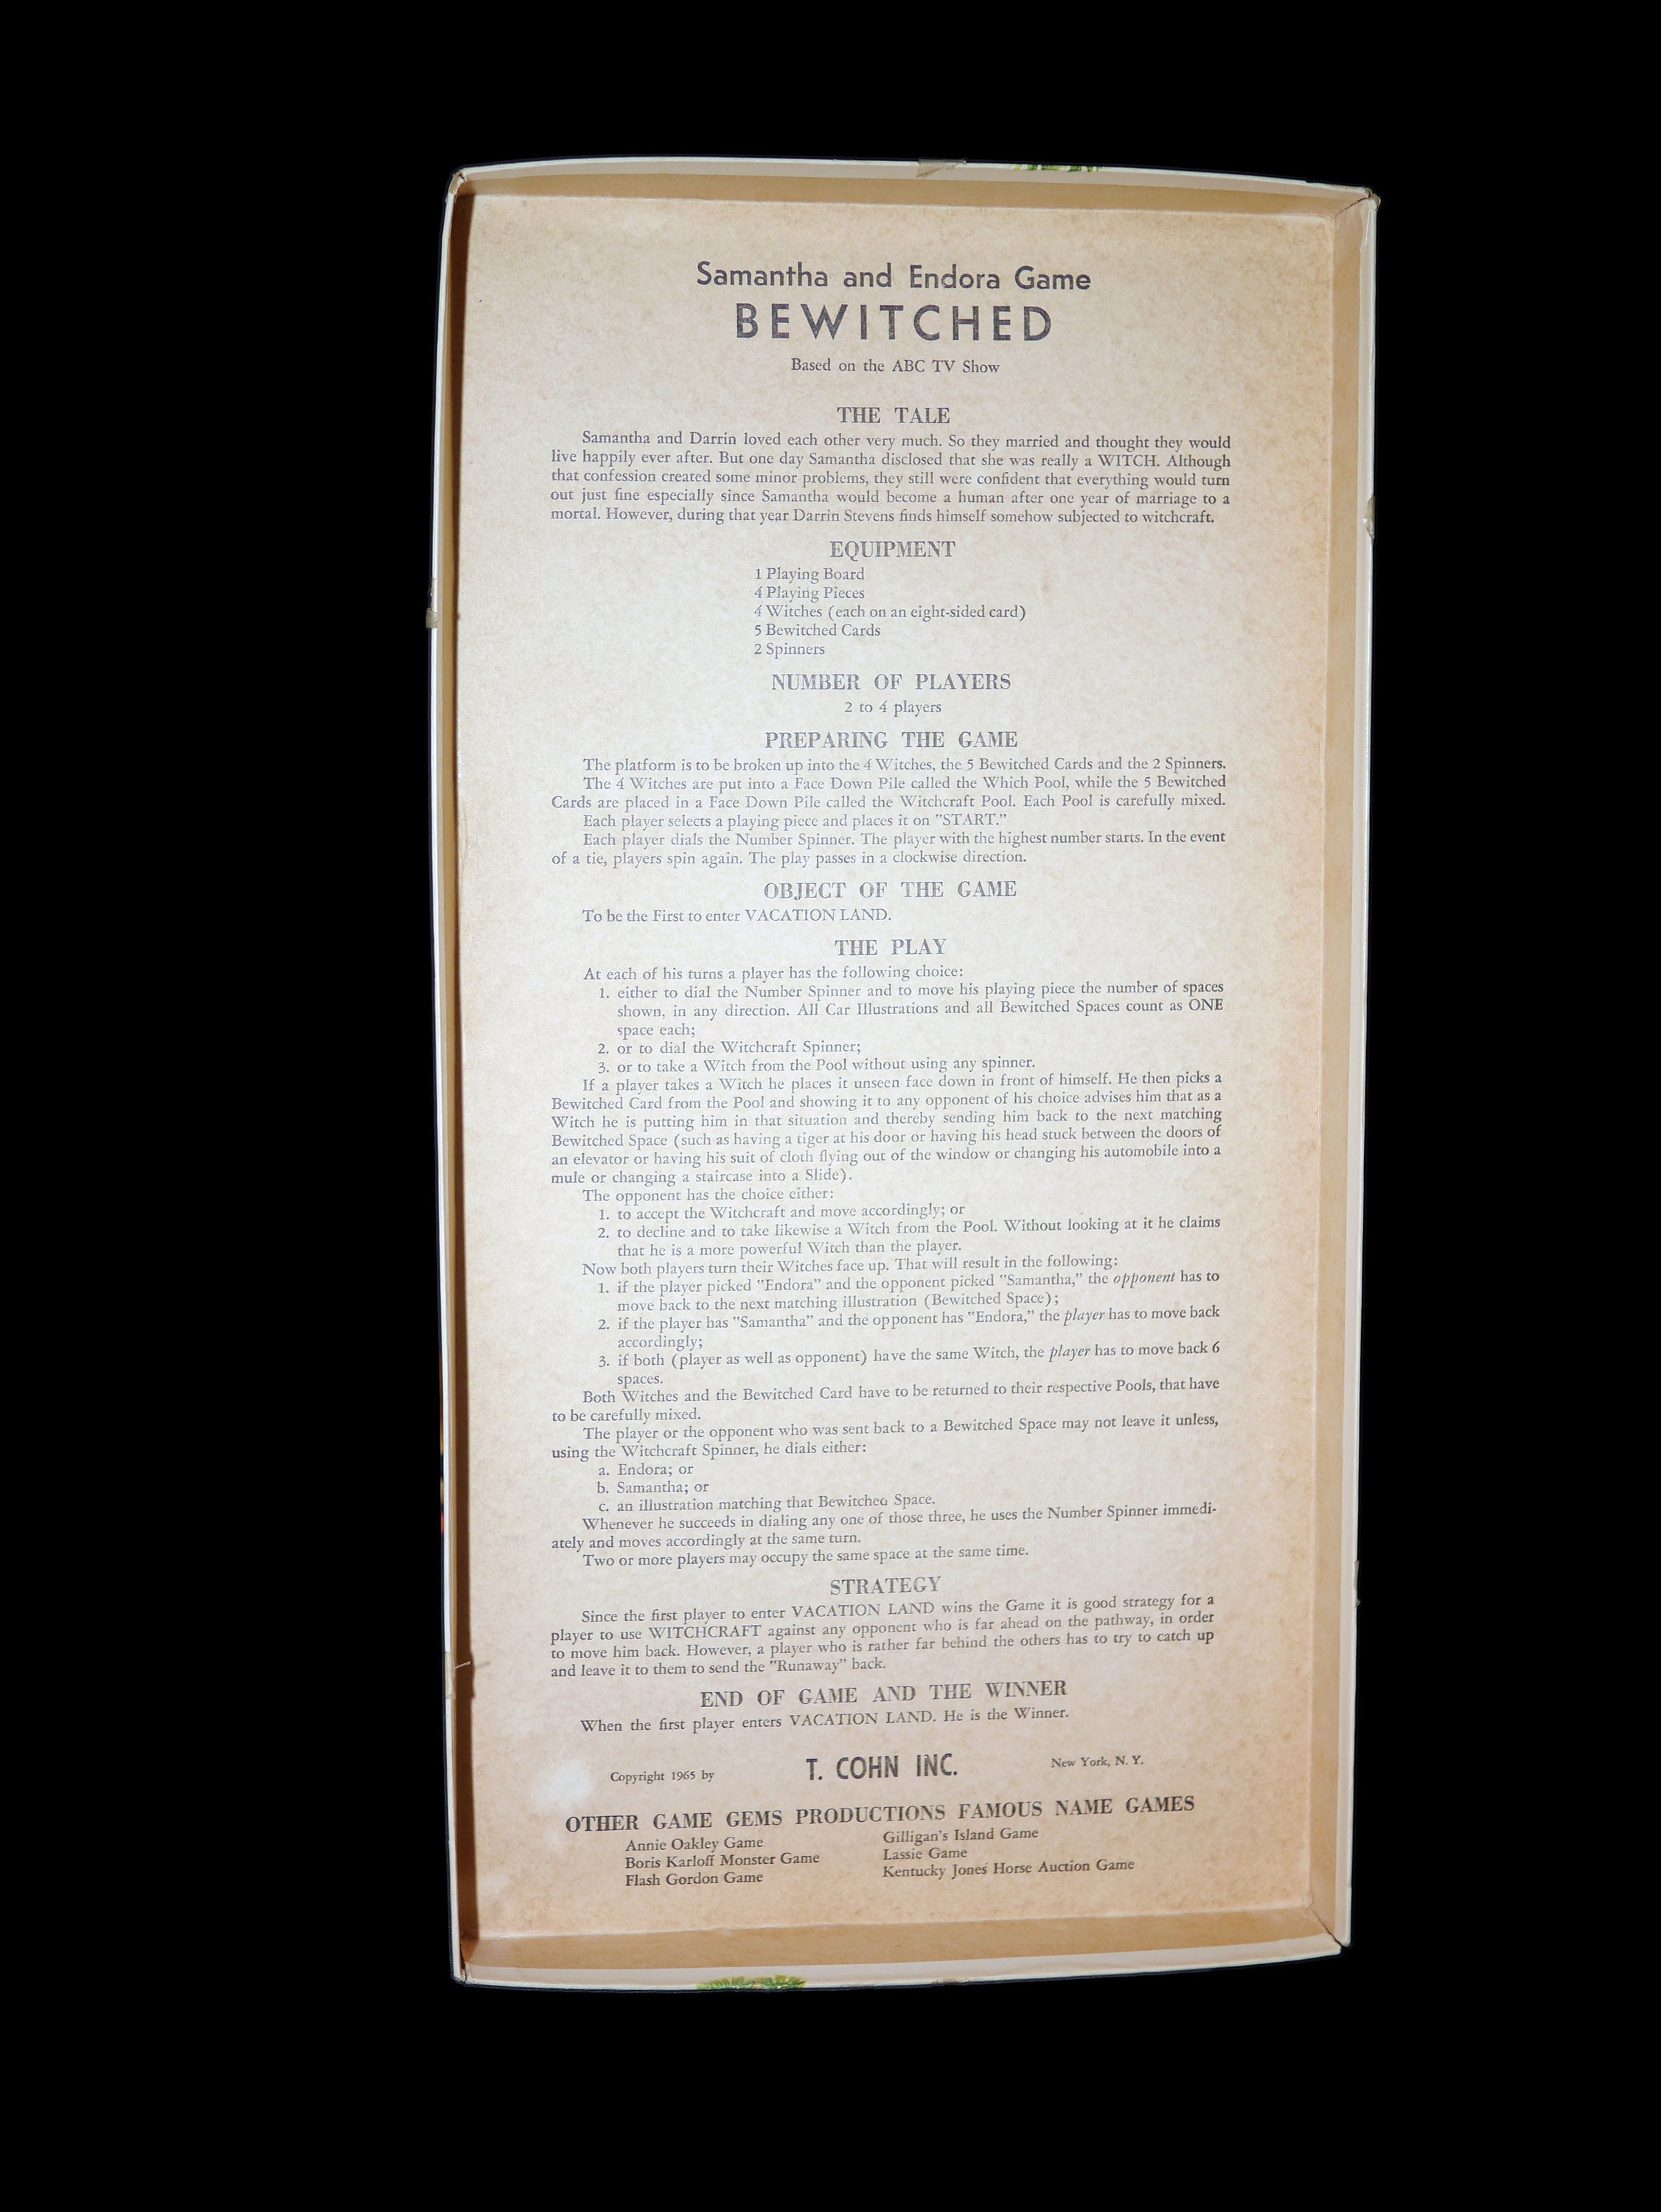 Samantha and Endora Game
BEWITCHED
Based on the ABC TV Show
THE TALE
Samantha and Darrin loved each other very much. So they married and thought they would
live happily ever after. But one day Samantha disclosed that she was really a WITCH. Although
that confession created some minor problems, they still were confident that everything would turn
out just fine especially since Samantha would become a human after one year of marriage to a
mortal. However, during that year Darrin Stevens finds himself somehow subjected to witchcraft.
EQUIPMENT
1 Playing Board
4 Playing Pieces
4 Witches (each on an eight-sided card)
5 Bewitched Cards
2 Spinners
NUMBER OF PLAYERS
2 to 4 players
PREPARING THE GAME
The platform is to be broken up into the 4 Witches, the 5 Bewitched Cards and the 2 Spinners.
The 4 Witches are put into a Face Down Pile called the Which Pool, while the 5 Bewitched
Cards are placed in a Face Down Pile called the Witchcraft Pool. Each Pool is carefully mixed.
Each player selects a playing piece and places it on "START."
Each player dials the Number Spinner. The player with the highest number starts. In the event
of a tie, players spin again. The play passes in a clockwise direction.
OBJECT OF THE GAME
To be the First to enter VACATION LAND.
THE PLAY
At each of his turns a player has the following choice:
1. either to dial the Number Spinner and to move his playing piece the number of spaces
shown, in any direction. All Car Illustrations and all Bewitched Spaces count as ONE
space each;
2. or to dial the Witchcraft Spinner;
3. or to take a Witch from the Pool without using any spinner.
If a player takes a Witch he places it unseen face down in front of himself. He then picks a
Bewitched Card from the Pool and showing it to any opponent of his choice advises him that as a
Witch he is putting him in that situation and thereby sending him back to the next matching
Bewitched Space (such as having a tiger at his door or having his head stuck between the doors of
an elevator or having his suit of cloth flying out of the window or changing his automobile into a
mule or changing a staircase into a Slide).
The opponent has the choice either:
1. to accept the Witchcraft and move accordingly; or
2. to decline and to take likewise a Witch from the Pool. Without looking at it he claims
that he is a more powerful Witch than the player.
Now both players turn their Witches face up. That will result in the following:
1. if the player picked "Endora" and the opponent picked "Samantha," the opponent has to
move back to the next matching illustration (Bewitched Space);
2. if the player has "Samantha" and the opponent has "Endora," the player has to move back
accordingly;
3. if both (player as well as opponent) have the same Witch, the player has to move back 6
spaces.
Both Witches and the Bewitched Card have to be returned to their respective Pools, that have
to be carefully mixed.
The player or the opponent who was sent back to a Bewitched Space may not leave it unless,
using the Witchcraft Spinner, he dials either:
a. Endora; or
b. Samantha; or
c. an illustration matching that Bewitched Space.
Whenever he succeeds in dialing any one of those three, he uses the Number Spinner immedi-
ately and moves accordingly at the same turn.
Two or more players may occupy the same space at the same time.
STRATEGY
Since the first player to enter VACATION LAND wins the Game it is good strategy for a
player to use WITCHCRAFT against any opponent who is far ahead on the pathway, in order
to move him back. However, a player who is rather far behind the others has to try to catch up
and leave it to them to send the "Runaway" back.
END OF GAME AND THE WINNER
When the first player enters VACATION LAND. He is the Winner.
Copyright 1965 by T. COHN INC. New York, N. Y.
OTHER GAME GEMS PRODUCTIONS FAMOUS NAME GAMES
Annie Oakley Game
Boris Karloff Monster Game
Flash Gordon Game
Gilligan's Island Game
Lassie Game
Kentucky Jones Horse Auction Game